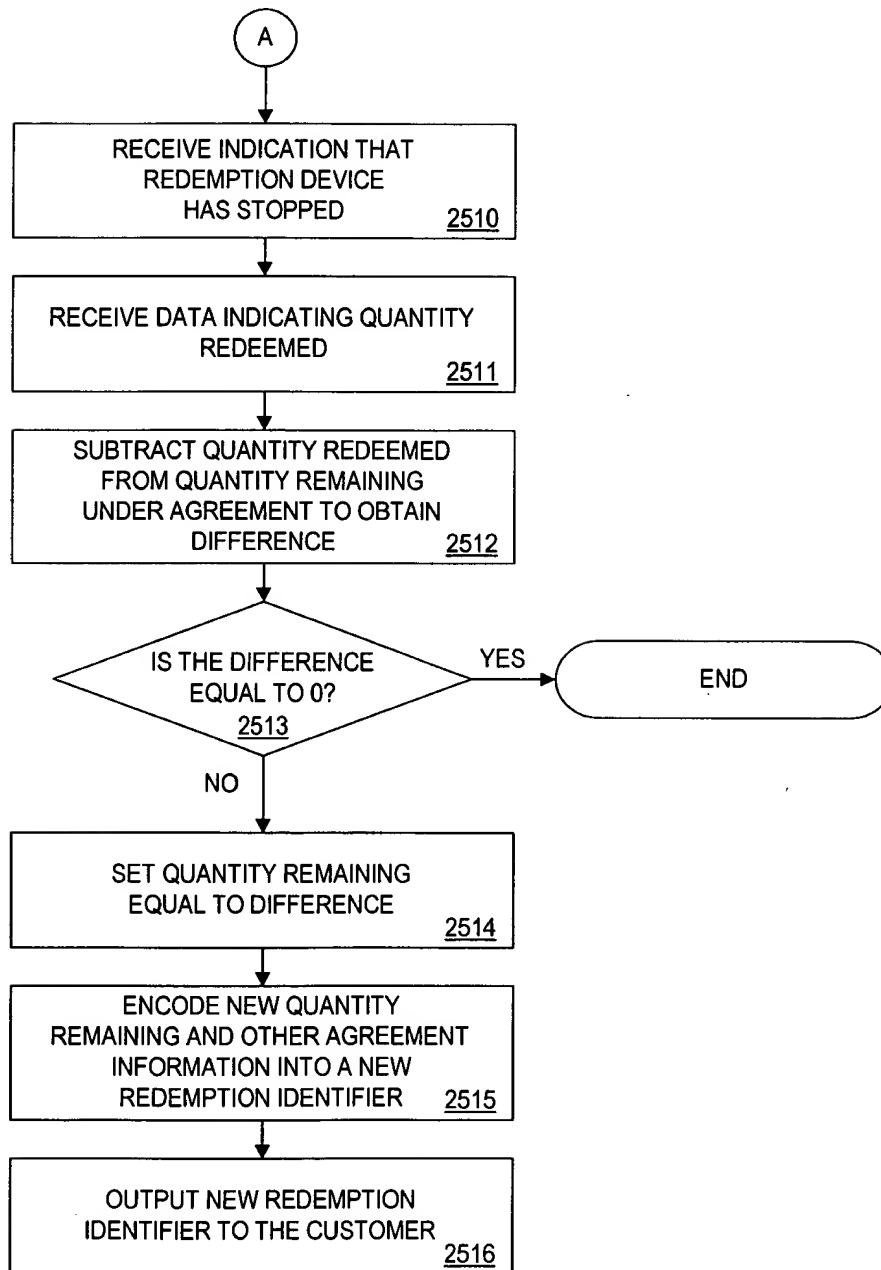 A
RECEIVE INDICATION THAT
REDEMPTION DEVICE
HAS STOPPED
2510
RECEIVE DATA INDICATING QUANTITY
REDEEMED
2511
SUBTRACT QUANTITY REDEEMED
FROM QUANTITY REMAINING
UNDER AGREEMENT TO OBTAIN
DIFFERENCE
2512
IS THE DIFFERENCE
EQUAL TO 0?
2513
YES
END
NO
SET QUANTITY REMAINING
EQUAL TO DIFFERENCE
2514
ENCODE NEW QUANTITY
REMAINING AND OTHER AGREEMENT
INFORMATION INTO A NEW
REDEMPTION IDENTIFIER
2515
OUTPUT NEW REDEMPTION
IDENTIFIER TO THE CUSTOMER
2516